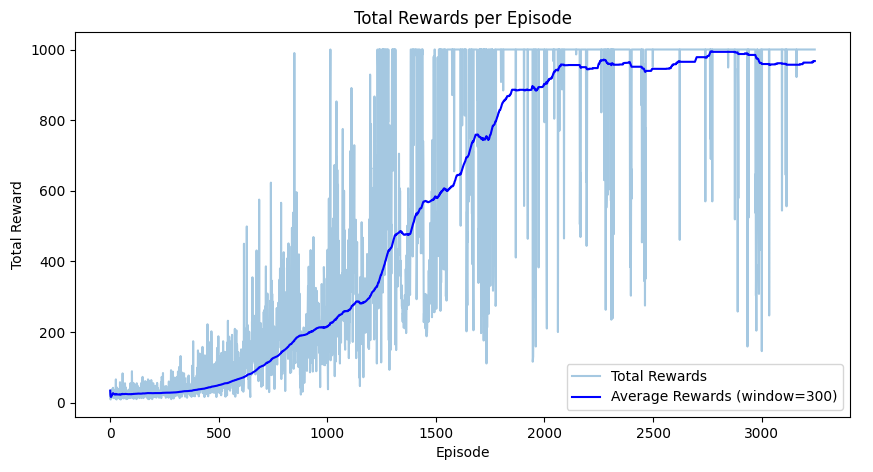 Total Rewards per Episode
Total Reward
1000
800
600
400
200
0
0 500 1000 1500 2000 2500 3000
Episode
Total Rewards
Average Rewards (window=300)